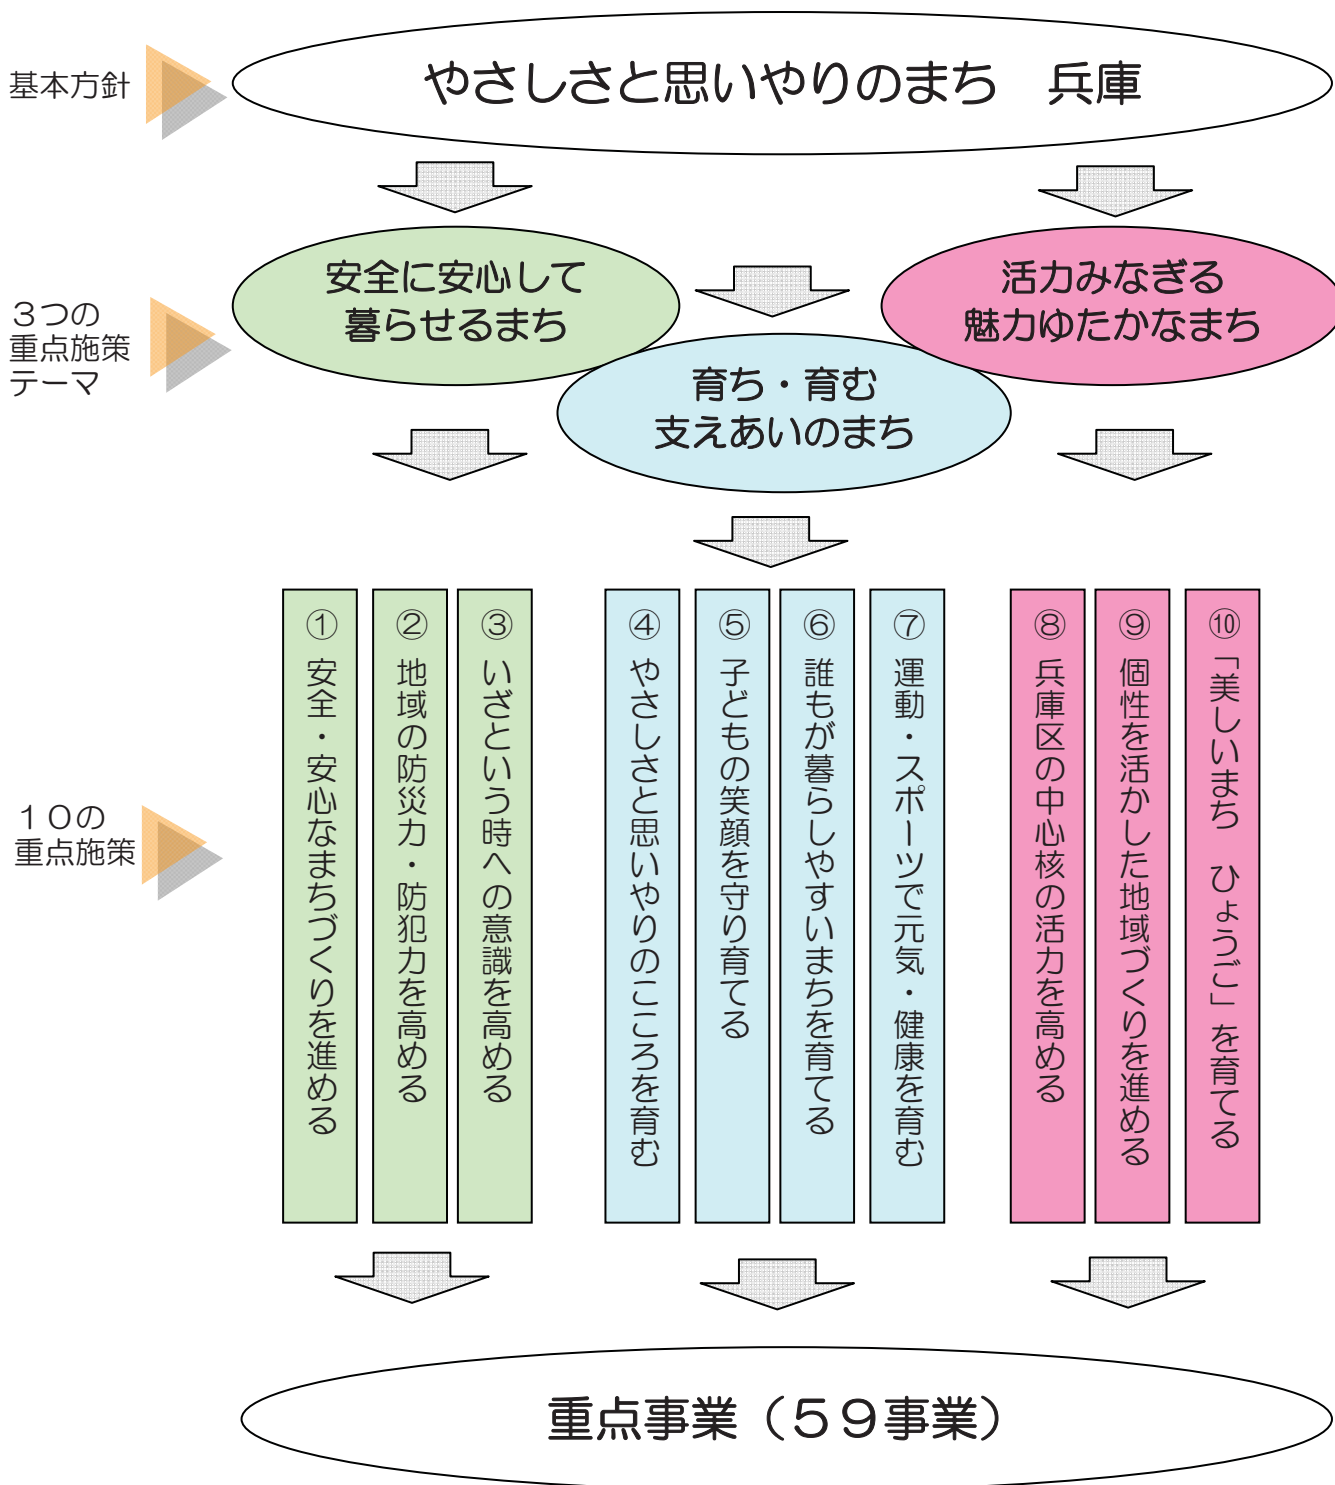 基本方針
やさしさと思いやりのまち　兵庫
３つの
重点施策
テーマ
安全に安心して
暮らせるまち
育ち・育む
支えあいのまち
活力みなぎる
魅力ゆたかなまち
１０の
重点施策
① 安全・安心なまちづくりを進める
② 地域の防災力・防犯力を高める
③ いざという時への意識を高める
④ やさしさと思いやりのこころを育む
⑤ 子どもの笑顔を守り育てる
⑥ 誰もが暮らしやすいまちを育てる
⑦ 運動・スポーツで元気・健康を育む
⑧ 兵庫区の中心核の活力を高める
⑨ 個性を活かした地域づくりを進める
⑩ 「美しいまち　ひょうご」を育てる
重点事業（５９事業）